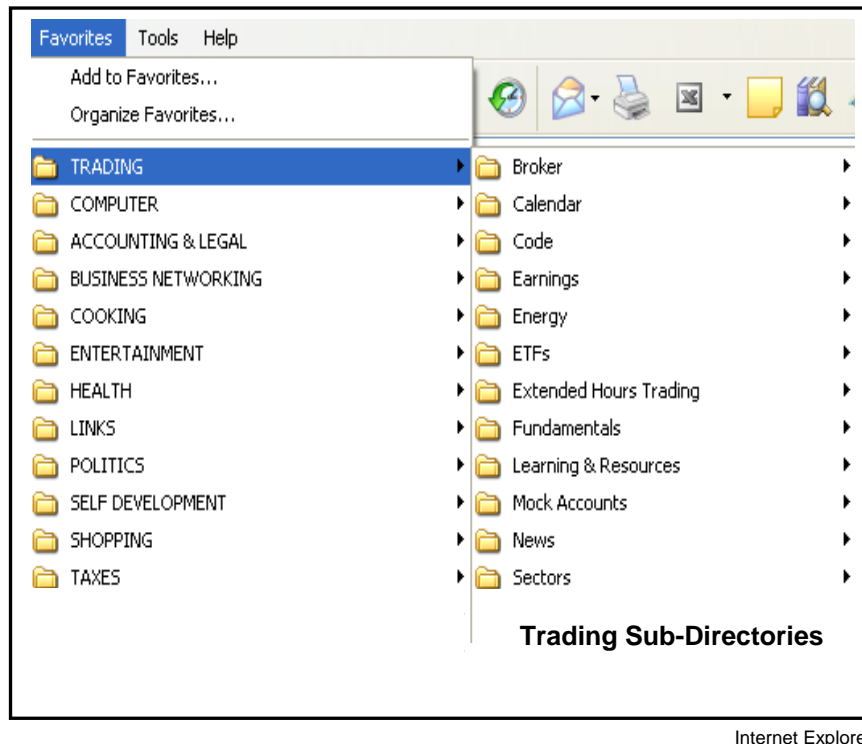 Favorites Tools Help
Add to Favorites...
Organize Favorites...
TRADING
COMPUTER
ACCOUNTING & LEGAL
BUSINESS NETWORKING
COOKING
ENTERTAINMENT
HEALTH
LINKS
POLITICS
SELF DEVELOPMENT
SHOPPING
TAXES
Broker
Calendar
Code
Earnings
Energy
ETFs
Extended Hours Trading
Fundamentals
Learning & Resources
Mock Accounts
News
Sectors
Trading Sub-Directories
Internet Explore